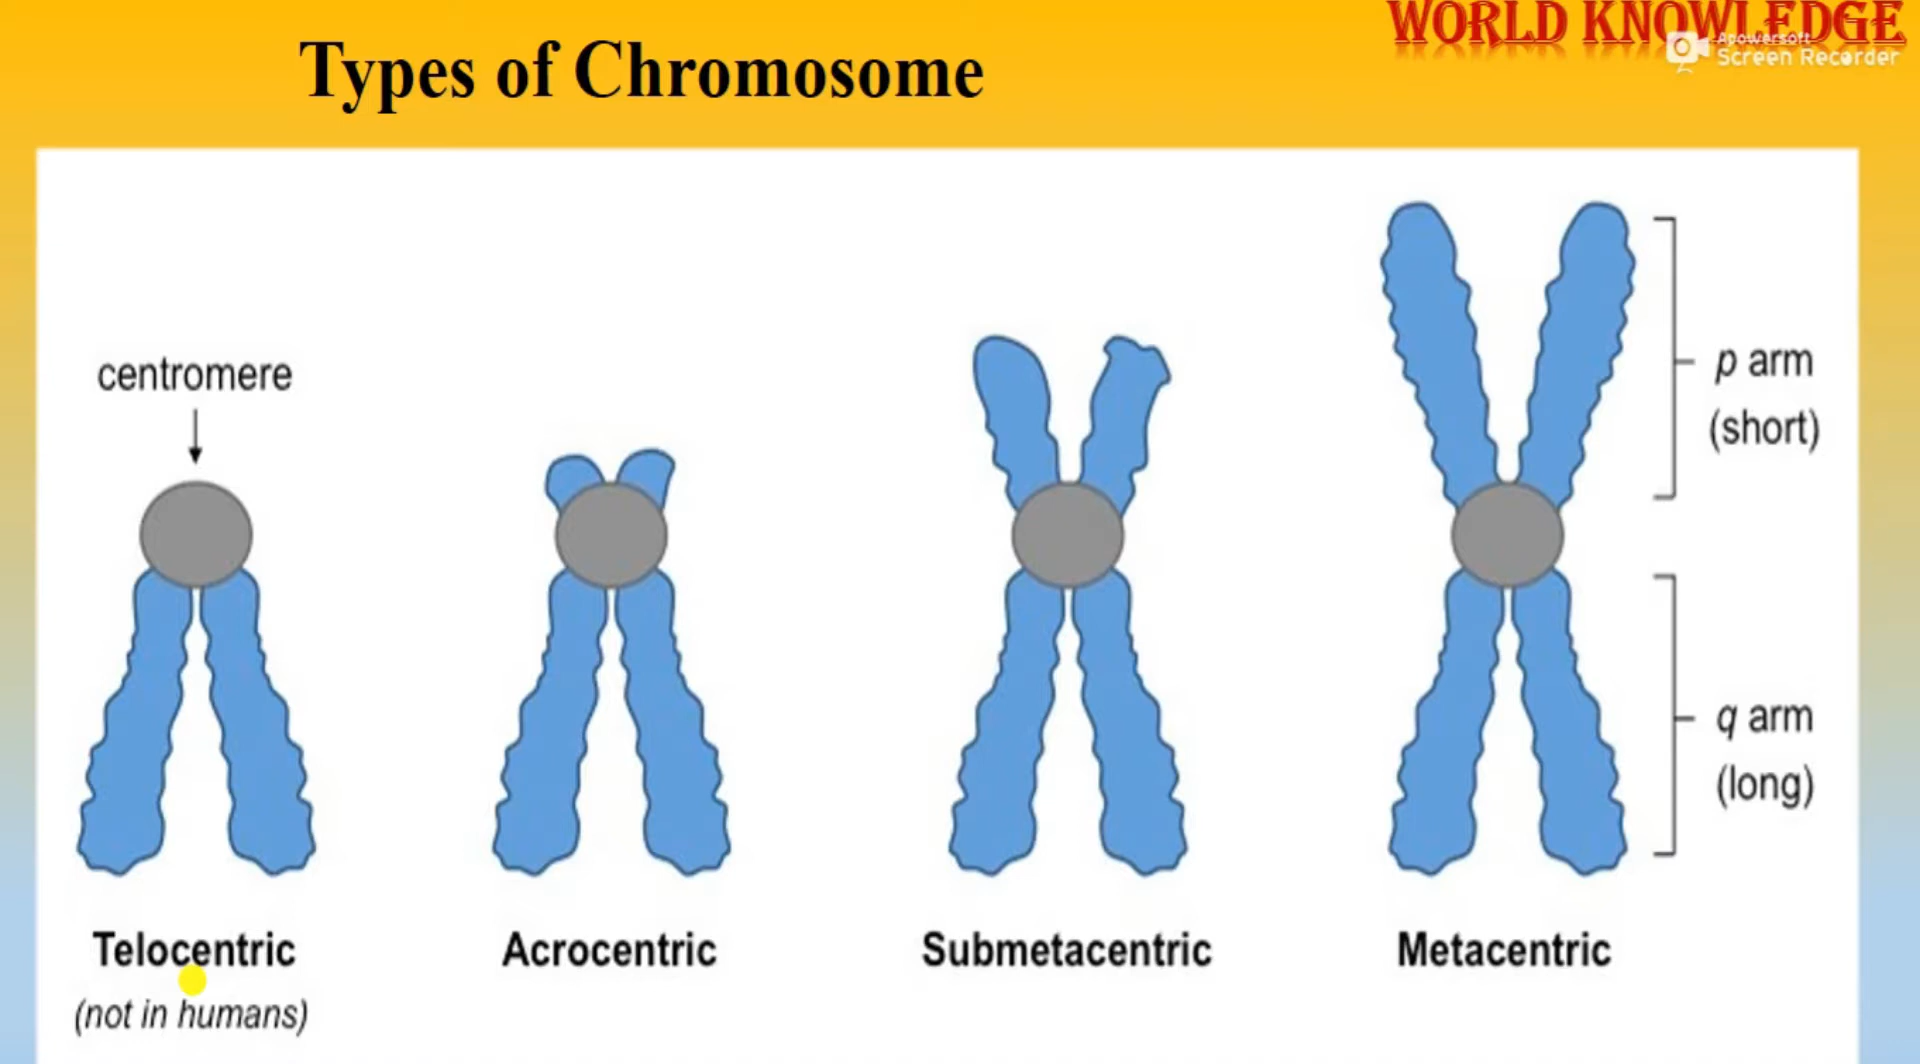 WORLD KNOWLEDGE
Apowersoft
Screen Recorder
Types of Chromosome
centromere
p arm
(short)
q arm
(long)
Telocentric
(not in humans)
Acrocentric
Submetacentric
Metacentric